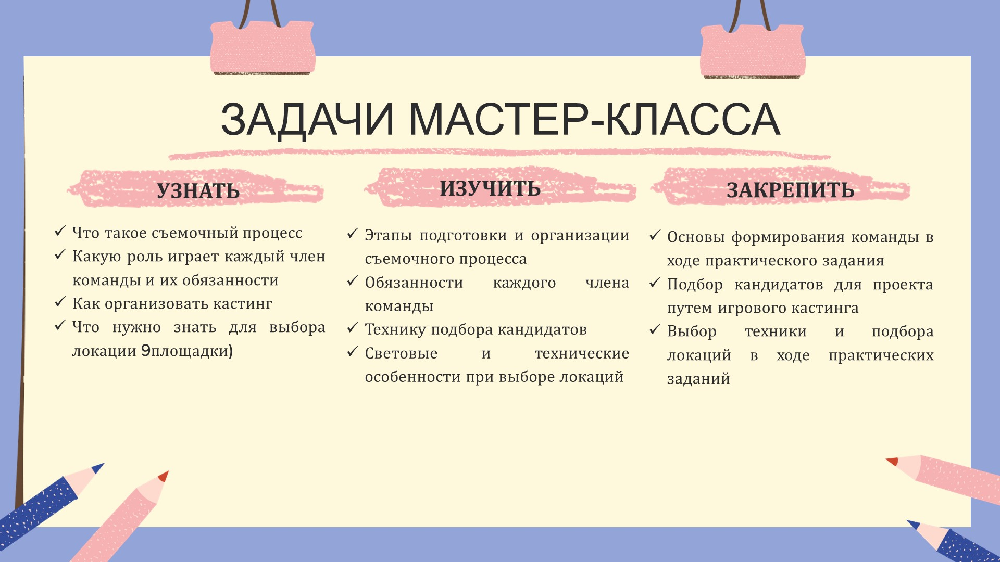 ЗАДАЧИ МАСТЕР-КЛАССА
УЗНАТЬ
✓ Что такое съемочный процесс
✓ Какую роль играет каждый член
команды и их обязанности
✓ Как организовать кастинг
✓ Что нужно знать для выбора
локации 9площадки)
ИЗУЧИТЬ
✓ Этапы подготовки и организации
съемочного процесса
✓ Обязанности каждого члена
команды
✓ Технику подбора кандидатов
✓ Световые и технические
особенности при выборе локаций
ЗАКРЕПИТЬ
✓ Основы формирования команды в
ходе практического задания
✓ Подбор кандидатов для проекта
путем игрового кастинга
✓ Выбор техники и подбора
локаций в ходе практических
заданий